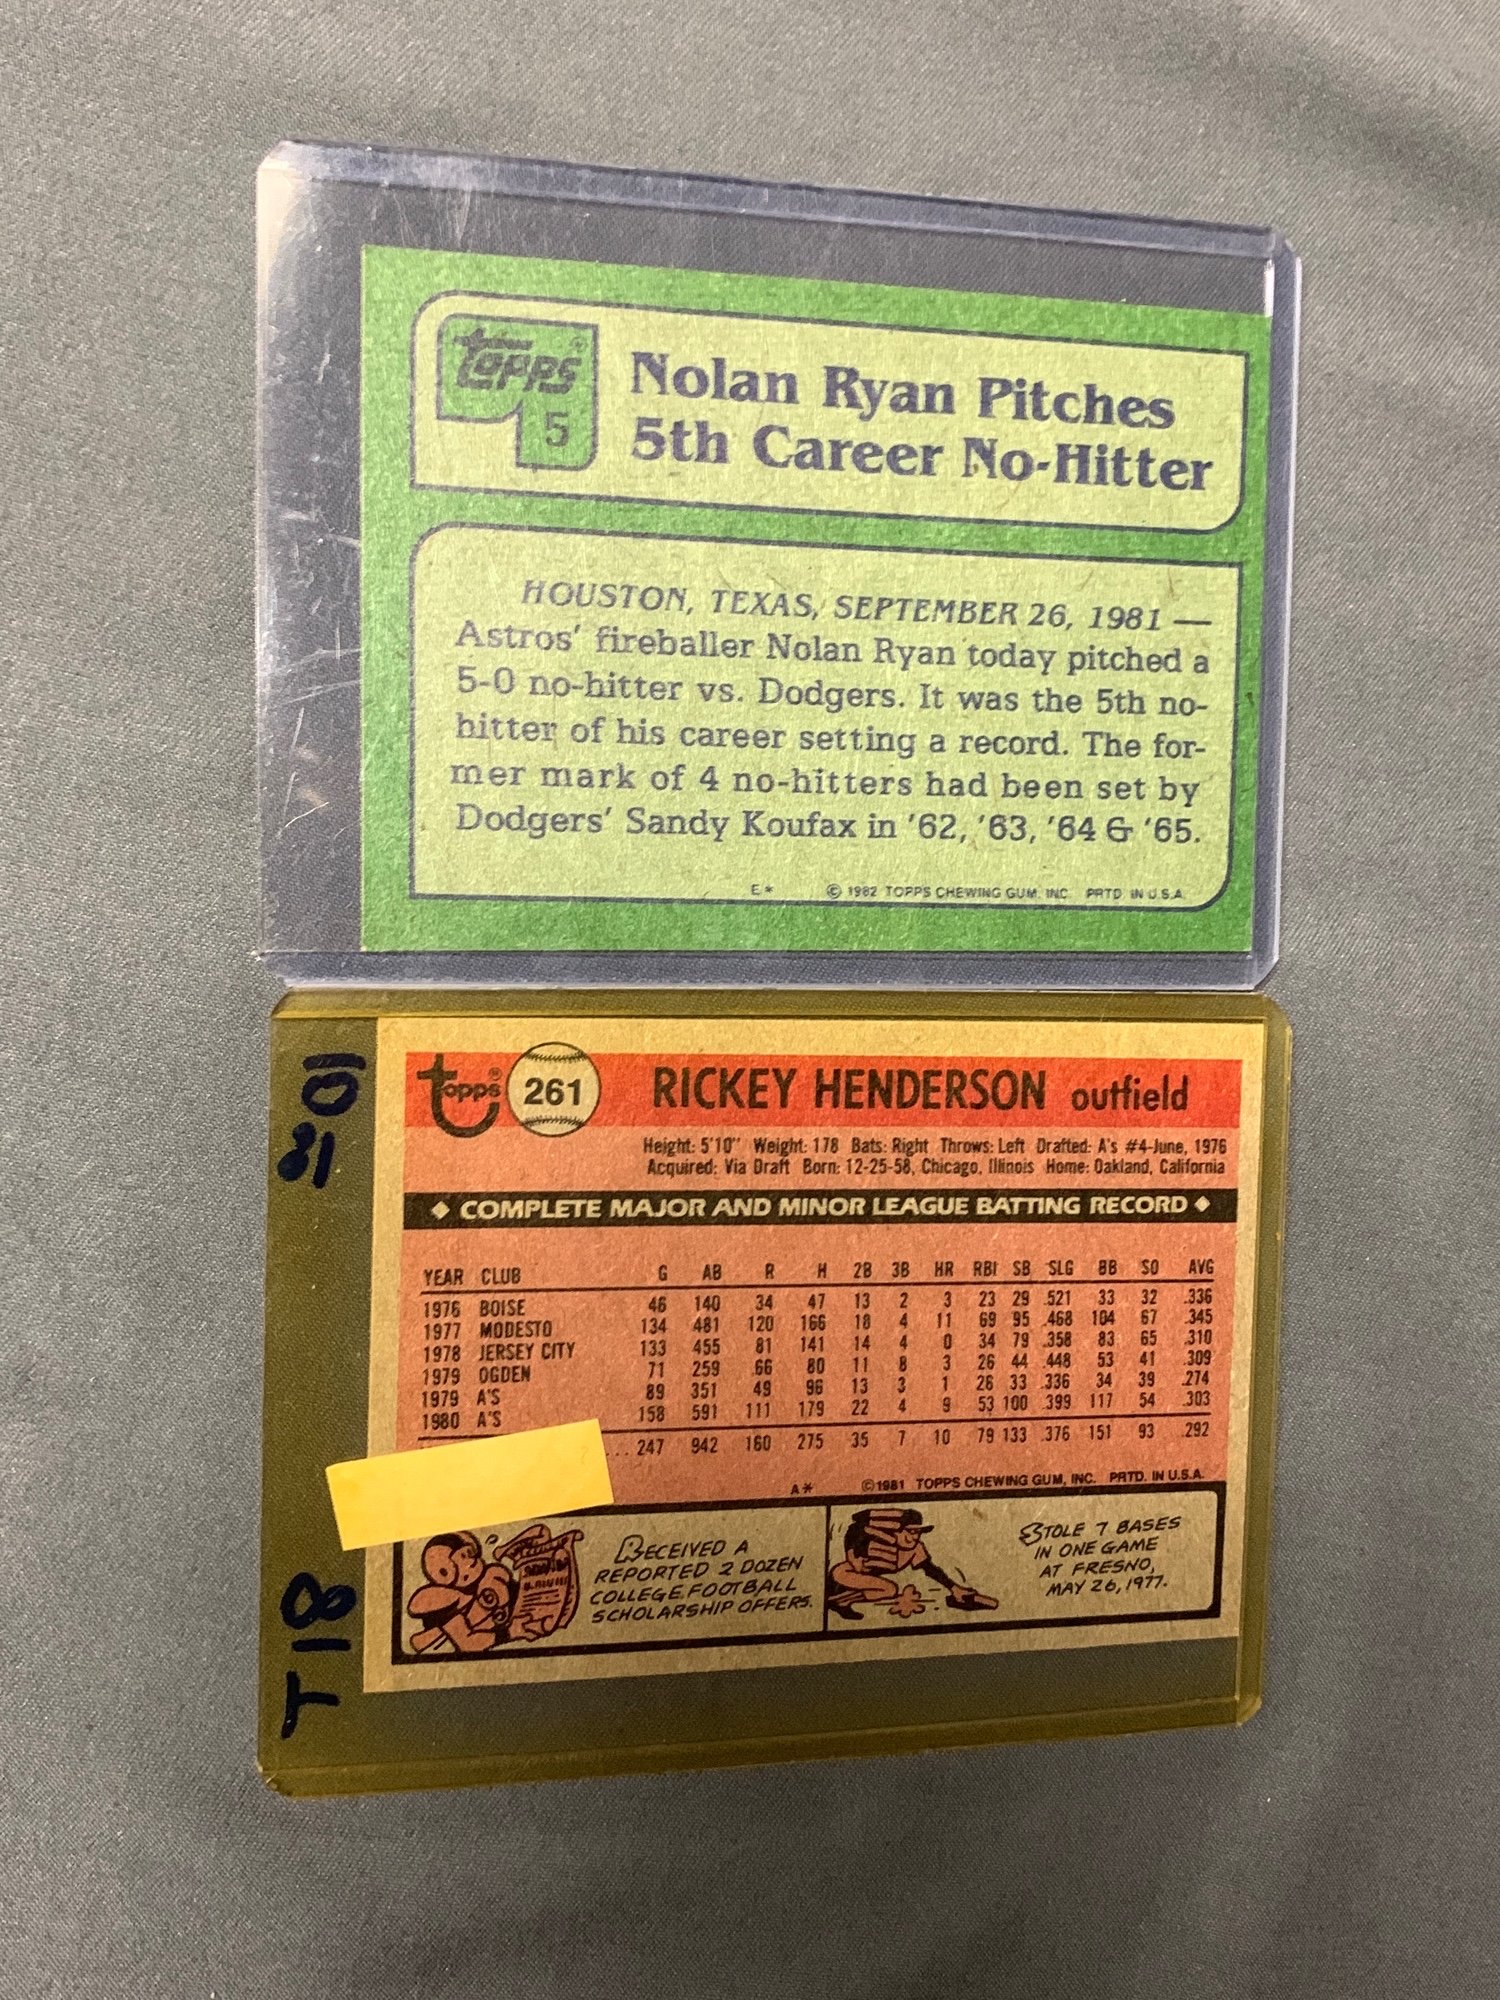 Topps®
5
Nolan Ryan Pitches
5th Career No-Hitter
HOUSTON, TEXAS, SEPTEMBER 26, 1981 —
Astros' fireballer Nolan Ryan today pitched a
5-0 no-hitter vs. Dodgers. It was the 5th no-
hitter of his career setting a record. The for-
mer mark of 4 no-hitters had been set by
Dodgers' Sandy Koufax in '62, '63, '64 & '65.
E* © 1982 TOPPS CHEWING GUM, INC. PRTD. IN U.S.A.
Topps® 261 RICKEY HENDERSON outfield
Height: 5'10" Weight: 178 Bats: Right Throws: Left Drafted: A's #4-June, 1976
Acquired: Via Draft Born: 12-25-58, Chicago, Illinois Home: Oakland, California
◆ COMPLETE MAJOR AND MINOR LEAGUE BATTING RECORD ◆
YEAR CLUB G AB R H 2B 3B HR RBI SB SLG BB SO AVG
1976 BOISE 46 140 34 47 13 2 3 23 29 .521 33 32 .336
1977 MODESTO 134 481 120 166 18 4 11 69 95 .468 104 67 .345
1978 JERSEY CITY 133 455 81 141 14 4 0 34 79 .358 83 65 .310
1979 OGDEN 71 259 66 80 11 8 3 26 44 .448 53 41 .309
1979 A'S 89 351 49 96 13 3 1 26 33 .336 34 39 .274
1980 A'S 158 591 111 179 22 4 9 53 100 .399 117 54 .303
... 247 942 160 275 35 7 10 79 133 .376 151 93 .292
A* ©1981 TOPPS CHEWING GUM, INC. PRTD. IN U.S.A.
RECEIVED A
REPORTED 2 DOZEN
COLLEGE FOOTBALL
SCHOLARSHIP OFFERS.
STOLE 7 BASES
IN ONE GAME
AT FRESNO,
MAY 26, 1977.
T18